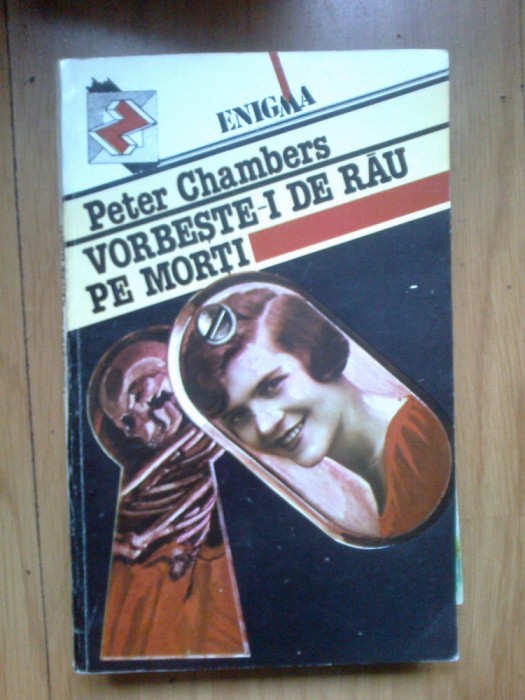 ENIGMA
Peter Chambers
VORBEȘTE-I DE RĂU
PE MORȚI